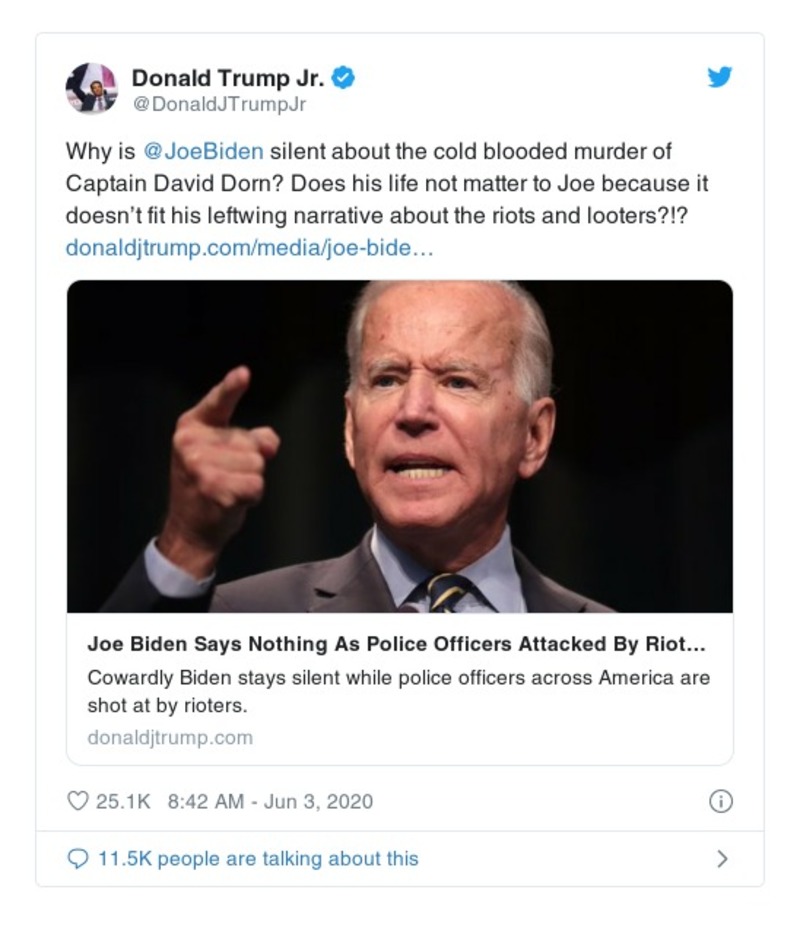 Donald Trump Jr.
@DonaldJTrumpJr
Why is @JoeBiden silent about the cold blooded murder of
Captain David Dorn? Does his life not matter to Joe because it
doesn’t fit his leftwing narrative about the riots and looters?!?
donaldjtrump.com/media/joe-bide…
Joe Biden Says Nothing As Police Officers Attacked By Riot…
Cowardly Biden stays silent while police officers across America are
shot at by rioters.
donaldjtrump.com
25.1K 8:42 AM - Jun 3, 2020
11.5K people are talking about this